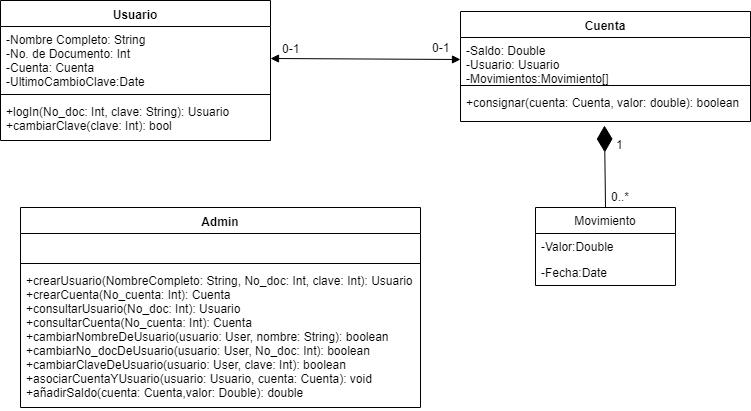 Usuario
-Nombre Completo: String
-No. de Documento: Int
-Cuenta: Cuenta
-UltimoCambioClave:Date
+logIn(No_doc: Int, clave: String): Usuario
+cambiarClave(clave: Int): bool
0-1
0-1
Cuenta
-Saldo: Double
-Usuario: Usuario
-Movimientos:Movimiento[]
+consignar(cuenta: Cuenta, valor: double): boolean
1
0..*
Movimiento
-Valor:Double
-Fecha:Date
Admin
+crearUsuario(NombreCompleto: String, No_doc: Int, clave: Int): Usuario
+crearCuenta(No_cuenta: Int): Cuenta
+consultarUsuario(No_doc: Int): Usuario
+consultarCuenta(No_cuenta: Int): Cuenta
+cambiarNombreDeUsuario(usuario: User, nombre: String): boolean
+cambiarNo_docDeUsuario(usuario: User, No_doc: Int): boolean
+cambiarClaveDeUsuario(usuario: User, clave: Int): boolean
+asociarCuentaYUsuario(usuario: Usuario, cuenta: Cuenta): void
+añadirSaldo(cuenta: Cuenta,valor: Double): double